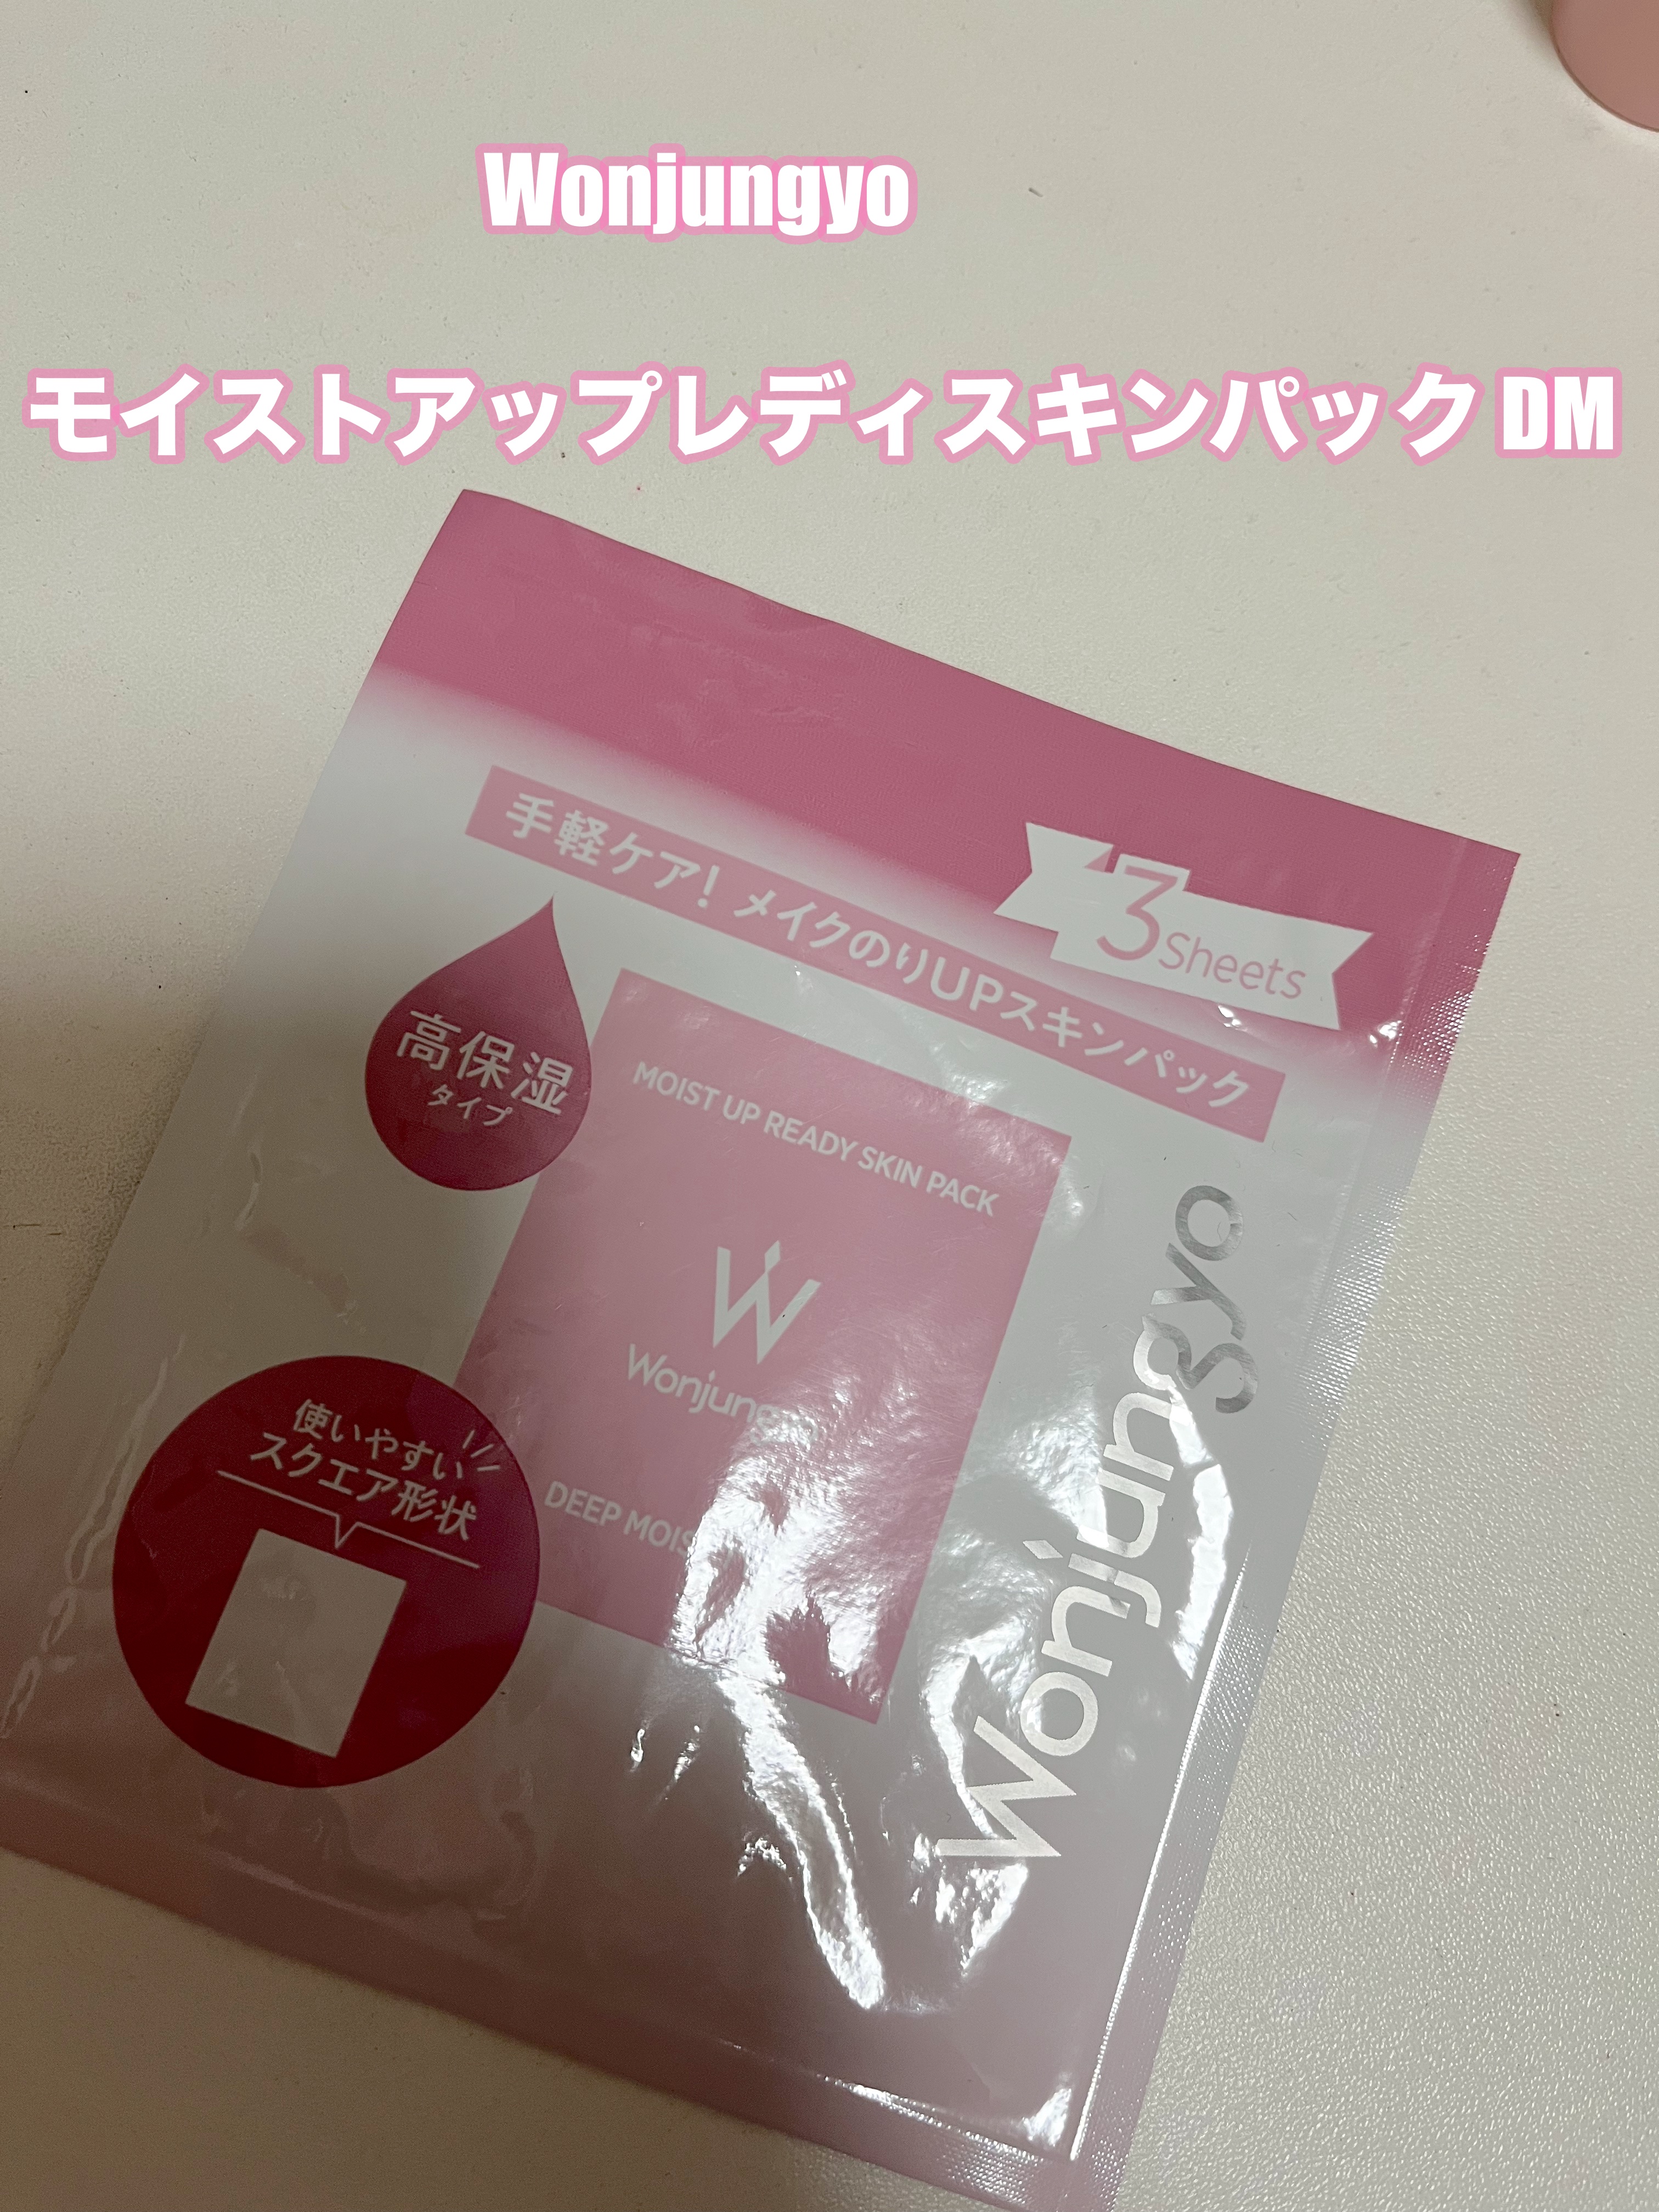 Wonjungyo
モイストアップレディスキンパック DM
3 Sheets
手軽ケア! メイクのりUPスキンパック
高保湿
タイプ
MOIST UP READY SKIN PACK
W
Wonjungyo
DEEP
Wonjungyo
使いやすい
スクエア形状